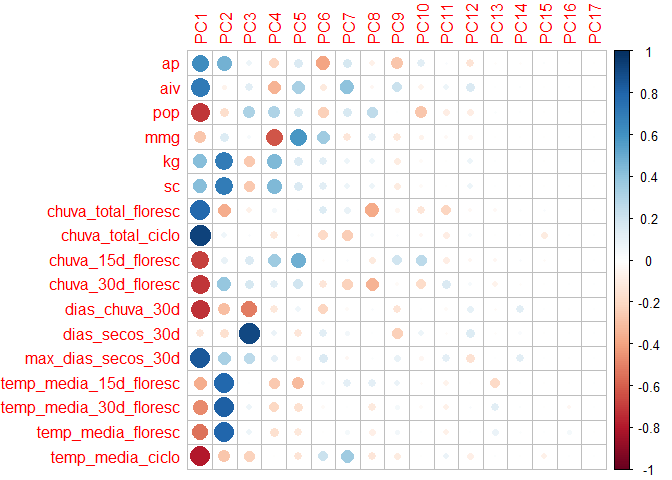 PC1 PC2 PC3 PC4 PC5 PC6 PC7 PC8 PC9 PC10 PC11 PC12 PC13 PC14 PC15 PC16 PC17
ap
aiv
pop
mmg
kg
sc
chuva_total_floresc
chuva_total_ciclo
chuva_15d_floresc
chuva_30d_floresc
dias_chuva_30d
dias_secos_30d
max_dias_secos_30d
temp_media_15d_floresc
temp_media_30d_floresc
temp_media_floresc
temp_media_ciclo
1
0.8
0.6
0.4
0.2
0
-0.2
-0.4
-0.6
-0.8
-1